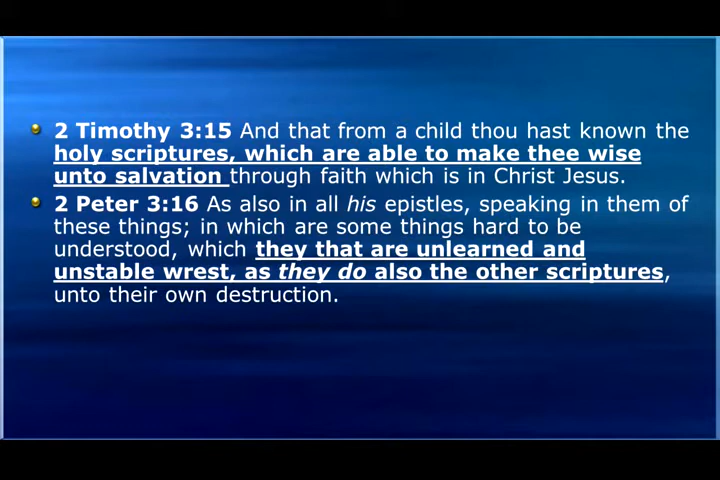 2 Timothy 3:15 And that from a child thou hast known the
holy scriptures, which are able to make thee wise
unto salvation through faith which is in Christ Jesus.
2 Peter 3:16 As also in all his epistles, speaking in them of
these things; in which are some things hard to be
understood, which they that are unlearned and
unstable wrest, as they do also the other scriptures,
unto their own destruction.